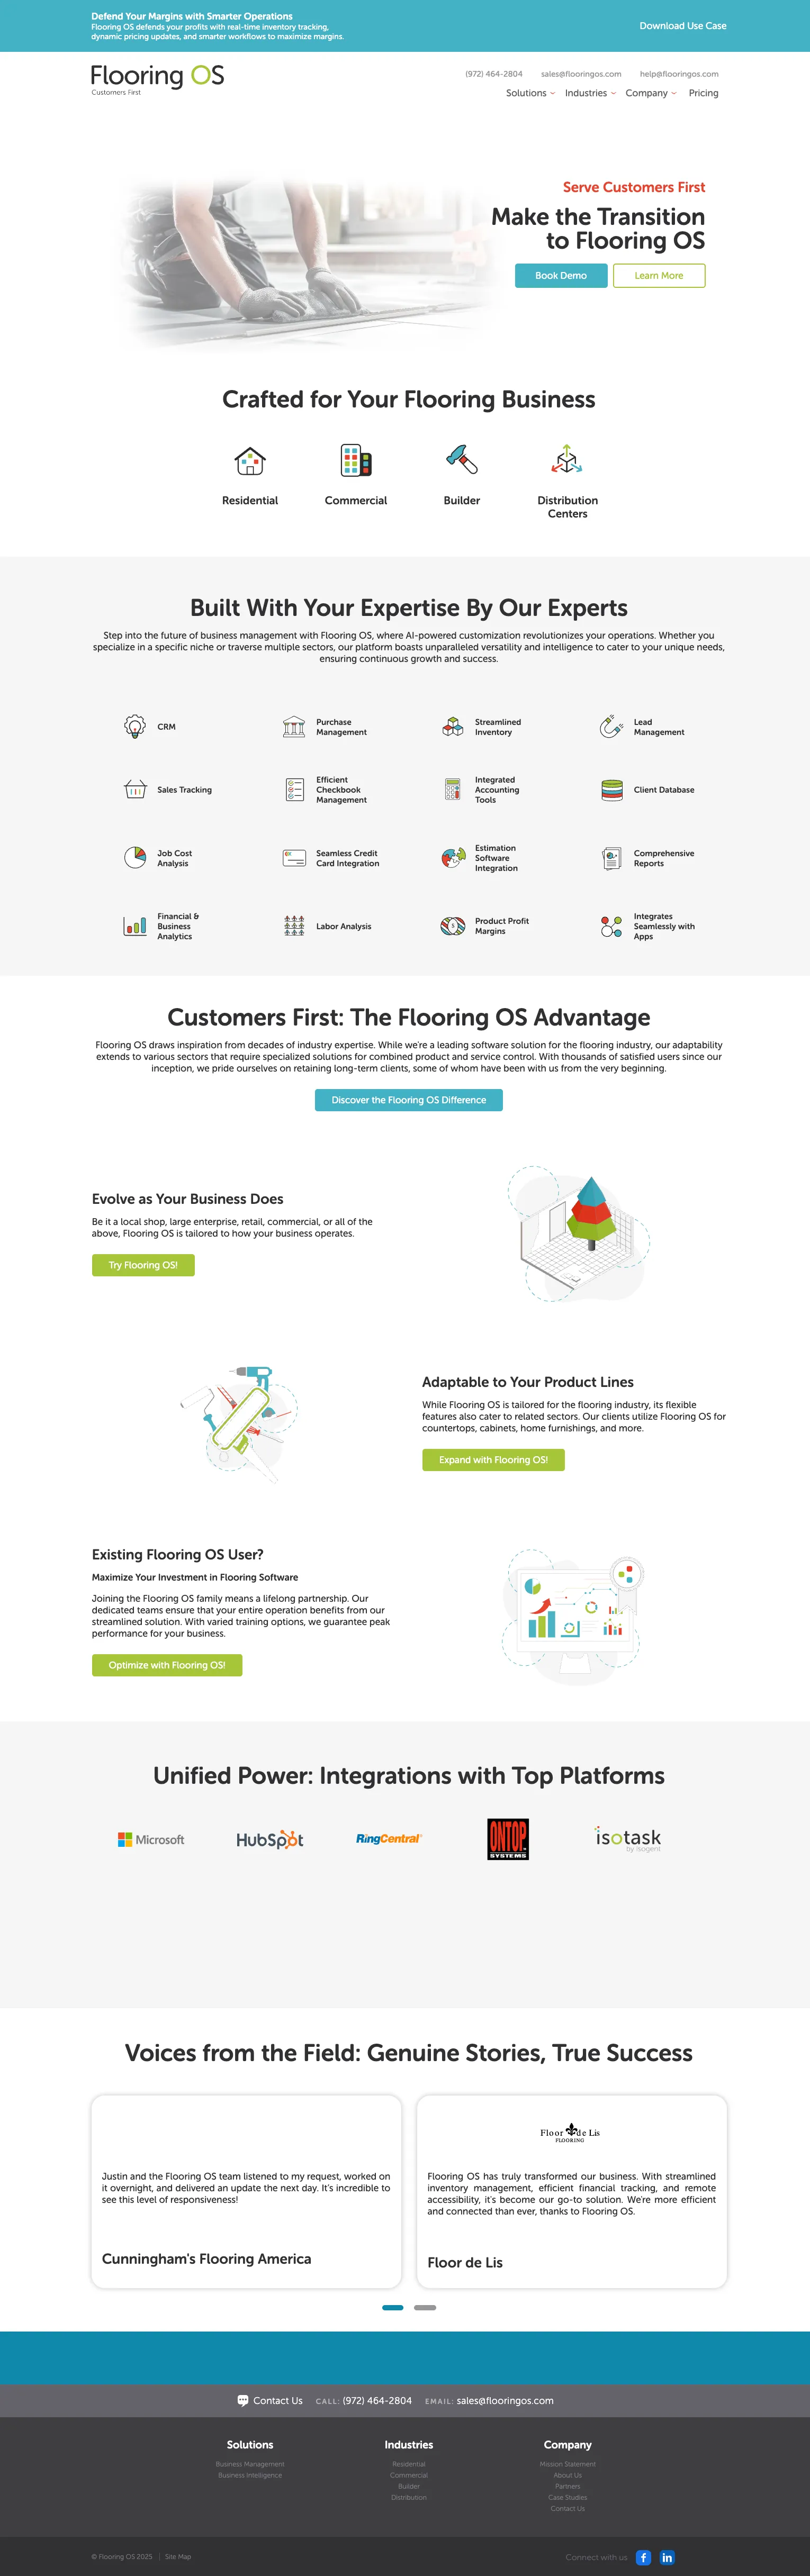 Defend Your Margins with Smarter Operations
Flooring OS defends your profits with real-time inventory tracking,
dynamic pricing updates, and smarter workflows to maximize margins.
Download Use Case
Flooring OS
Customers First
(972) 464-2804 sales@flooringos.com help@flooringos.com
Solutions Industries Company Pricing
Serve Customers First
Make the Transition
to Flooring OS
Book Demo
Learn More
Crafted for Your Flooring Business
Residential
Commercial
Builder
Distribution
Centers
Built With Your Expertise By Our Experts
Step into the future of business management with Flooring OS, where AI-powered customization revolutionizes your operations. Whether you
specialize in a specific niche or traverse multiple sectors, our platform boasts unparalleled versatility and intelligence to cater to your unique needs,
ensuring continuous growth and success.
CRM
Purchase
Management
Streamlined
Inventory
Lead
Management
Sales Tracking
Efficient
Checkbook
Management
Integrated
Accounting
Tools
Client Database
Job Cost
Analysis
Seamless Credit
Card Integration
Estimation
Software
Integration
Comprehensive
Reports
Financial &
Business
Analytics
Labor Analysis
Product Profit
Margins
Integrates
Seamlessly with
Apps
Customers First: The Flooring OS Advantage
Flooring OS draws inspiration from decades of industry expertise. While we're a leading software solution for the flooring industry, our adaptability
extends to various sectors that require specialized solutions for combined product and service control. With thousands of satisfied users since our
inception, we pride ourselves on retaining long-term clients, some of whom have been with us from the very beginning.
Discover the Flooring OS Difference
Evolve as Your Business Does
Be it a local shop, large enterprise, retail, commercial, or all of the
above, Flooring OS is tailored to how your business operates.
Try Flooring OS!
Adaptable to Your Product Lines
While Flooring OS is tailored for the flooring industry, its flexible
features also cater to related sectors. Our clients utilize Flooring OS for
countertops, cabinets, home furnishings, and more.
Expand with Flooring OS!
Existing Flooring OS User?
Maximize Your Investment in Flooring Software
Joining the Flooring OS family means a lifelong partnership. Our
dedicated teams ensure that your entire operation benefits from our
streamlined solution. With varied training options, we guarantee peak
performance for your business.
Optimize with Flooring OS!
Unified Power: Integrations with Top Platforms
Microsoft
HubSpot
RingCentral®
ONTOP
SYSTEMS
isotask
by isogent
Voices from the Field: Genuine Stories, True Success
Justin and the Flooring OS team listened to my request, worked on
it overnight, and delivered an update the next day. It's incredible to
see this level of responsiveness!
Cunningham's Flooring America
Floor de Lis
FLOORING
Flooring OS has truly transformed our business. With streamlined
inventory management, efficient financial tracking, and remote
accessibility, it's become our go-to solution. We're more efficient
and connected than ever, thanks to Flooring OS.
Floor de Lis
Contact Us CALL: (972) 464-2804 EMAIL: sales@flooringos.com
Solutions
Business Management
Business Intelligence
Industries
Residential
Commercial
Builder
Distribution
Company
Mission Statement
About Us
Partners
Case Studies
Contact Us
© Flooring OS 2025 | Site Map
Connect with us